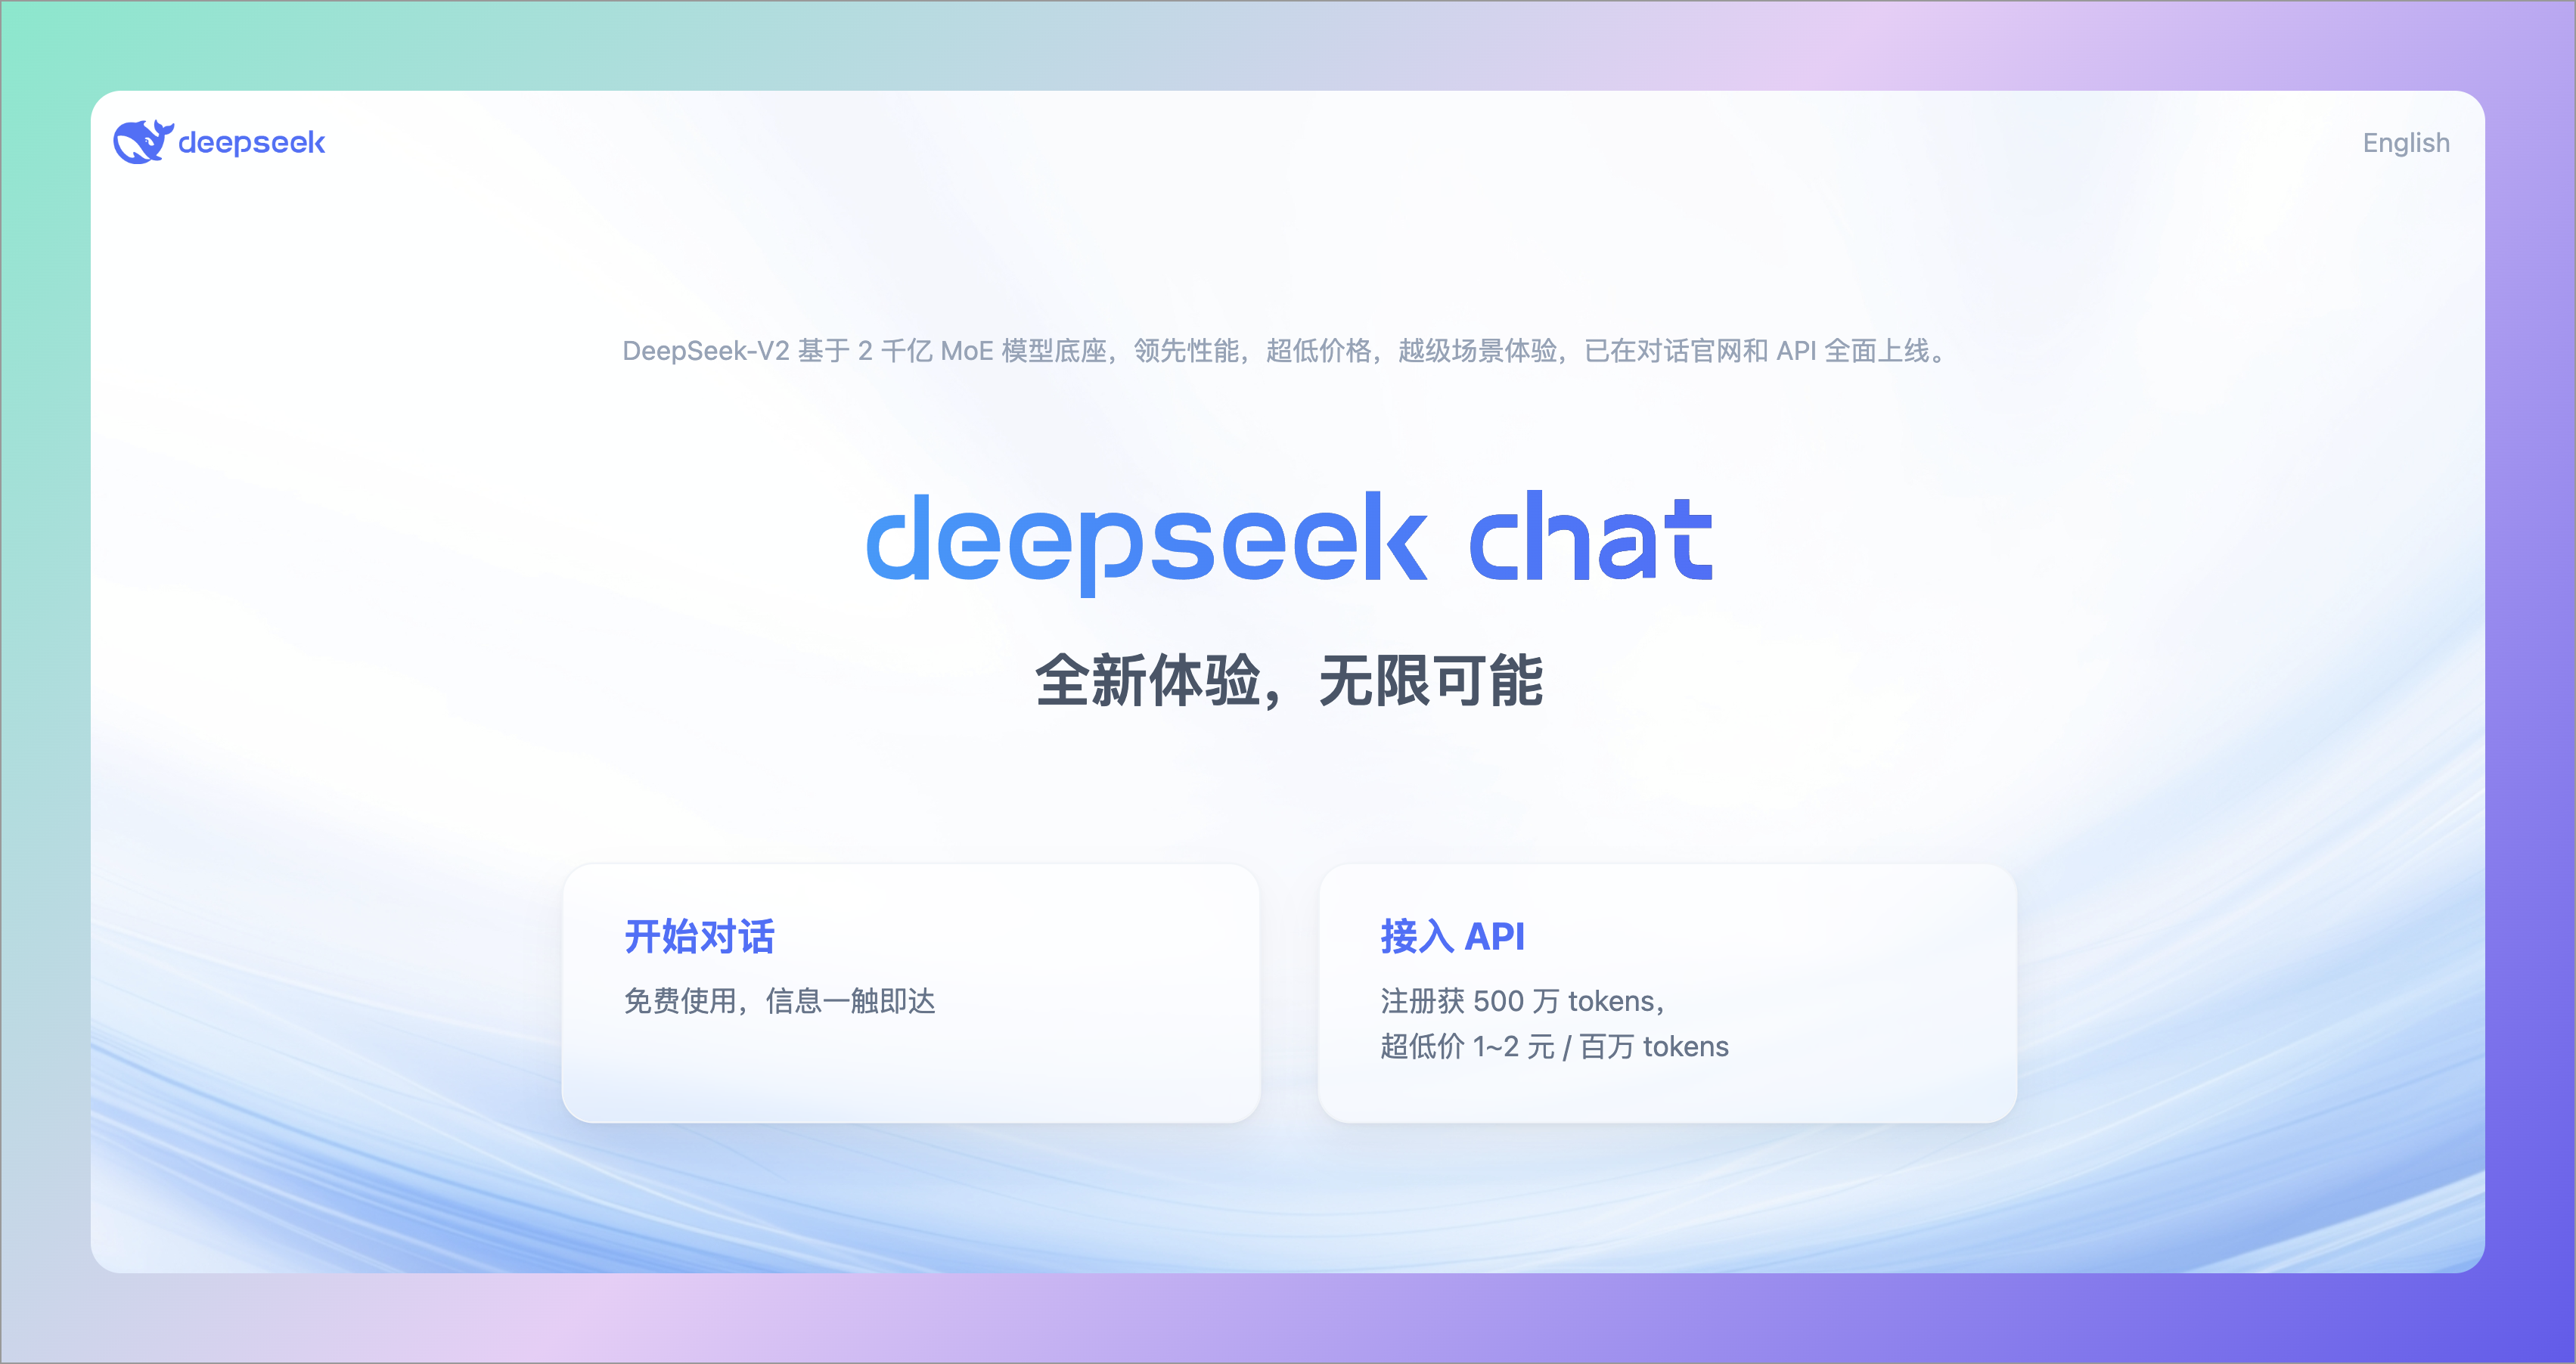 deepseek
English
DeepSeek-V2 基于 2 千亿 MoE 模型底座，领先性能，超低价格，越级场景体验，已在对话官网和 API 全面上线。
deepseek chat
全新体验，无限可能
开始对话
免费使用，信息一触即达
接入 API
注册获 500 万 tokens，
超低价 1~2 元 / 百万 tokens